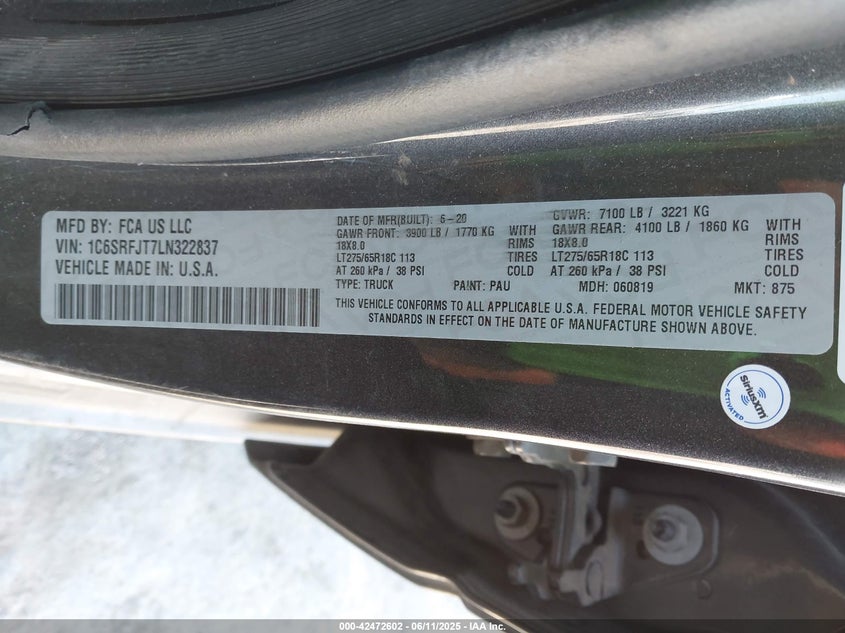 MFD BY: FCA US LLC
VIN: 1C6SRFJT7LN322837
VEHICLE MADE IN: U.S.A.
DATE OF MFR(BUILT): 5-20 GVWR: 7100 LB / 3221 KG
GAWR FRONT: 3900 LB / 1770 KG WITH GAWR REAR: 4100 LB / 1860 KG WITH
18X8.0 RIMS 18X8.0 RIMS
LT275/65R18C 113 TIRES LT275/65R18C 113 TIRES
AT 260 kPa / 38 PSI COLD AT 260 kPa / 38 PSI COLD
TYPE: TRUCK PAINT: PAU MDH: 060819 MKT: 875
THIS VEHICLE CONFORMS TO ALL APPLICABLE U.S.A. FEDERAL MOTOR VEHICLE SAFETY
STANDARDS IN EFFECT ON THE DATE OF MANUFACTURE SHOWN ABOVE.
SiriusXM
ACTIVATED
000-42472602 - 06/11/2025 - IAA, Inc.